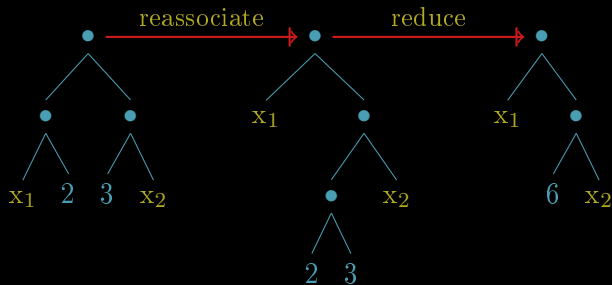 reassociate reduce
x₁ x₁
x₁ 2 3 x₂ x₂ 6 x₂
2 3